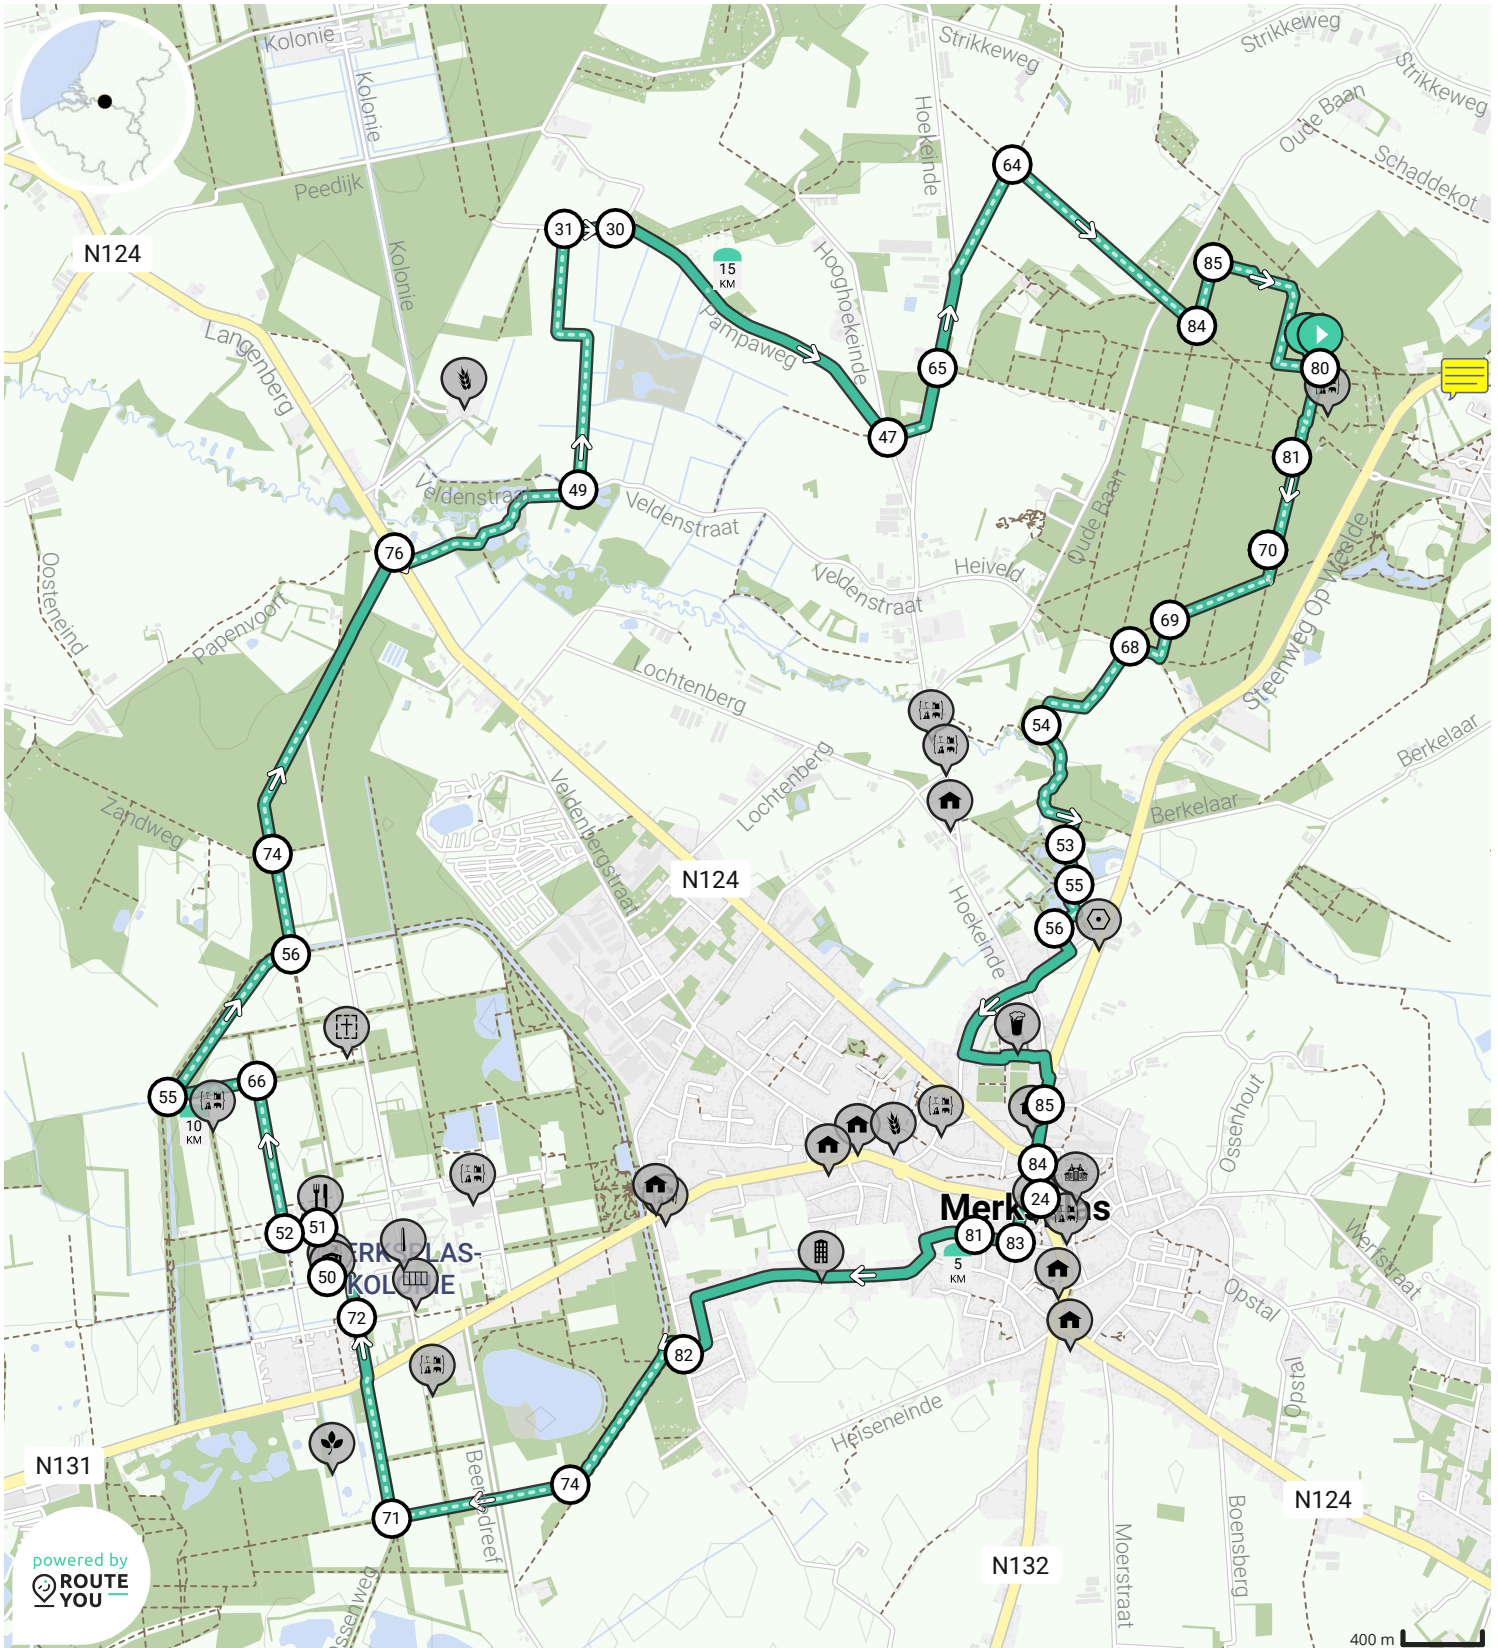 Kolonie
Strikkeweg
Strikkeweg
Strikkeweg
Kolonie
Hoekeinde
Oude Baan
Schaddekot
Peedijk
64
N124
Kolonie
31
30
Hooghoekeinde
85
15
KM
Langenberg
Pampaweg
84
65
80
47
81
Veldenstraat
49
Veldenstraat
Oude Baan
76
70
Oosteneind
Papenvoort
Veldenstraat
Heiveld
Steenweg Op Weelde
69
68
Lochtenberg
54
Berkelaar
Veldenbergstraat
Lochtenberg
Berkelaar
Zandweg
53
74
N124
55
Hoekeinde
56
56
66
55
85
10
KM
Ossenhout
84
24
Merksplas
51
52
81
83
MERKSPLAS-
KOLONIE
50
5
KM
Werfstraat
Opstal
72
82
Opstal
Heiseneinde
N131
Beerendreef
74
N124
71
Boensberg
Moerstraat
N132
powered by
ROUTE
YOU
400 m